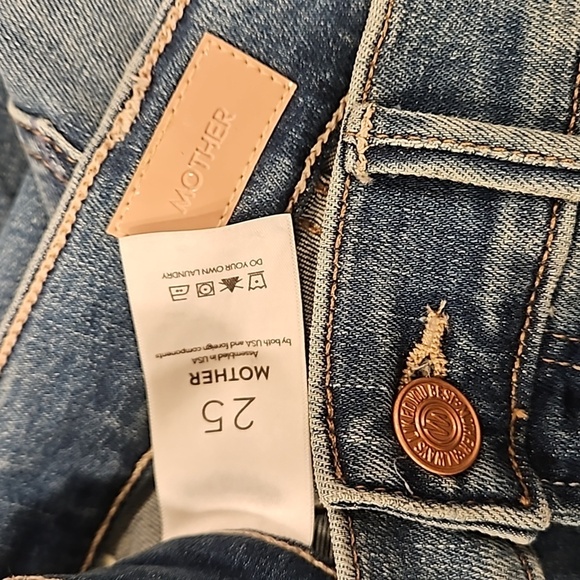 MOTHER
25
MOTHER
Assembled in USA
by both USA and foreign components
DO YOUR OWN LAUNDRY